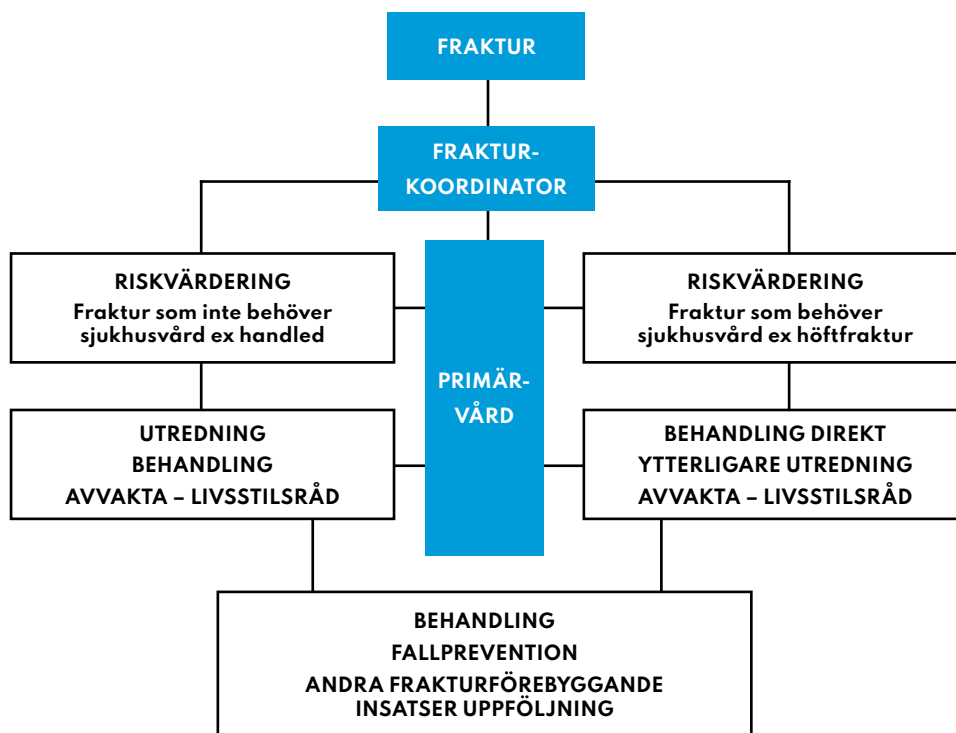 FRAKTUR
FRAKTUR-
KOORDINATOR
RISKVÄRDERING
Fraktur som inte behöver
sjukhusvård ex handled
PRIMÄR-
VÅRD
RISKVÄRDERING
Fraktur som behöver
sjukhusvård ex höftfraktur
UTREDNING
BEHANDLING
AVVAKTA – LIVSSTILSRÅD
BEHANDLING DIREKT
YTTERLIGARE UTREDNING
AVVAKTA – LIVSSTILSRÅD
BEHANDLING
FALLPREVENTION
ANDRA FRAKTURFÖREBYGGANDE
INSATSER UPPFÖLJNING